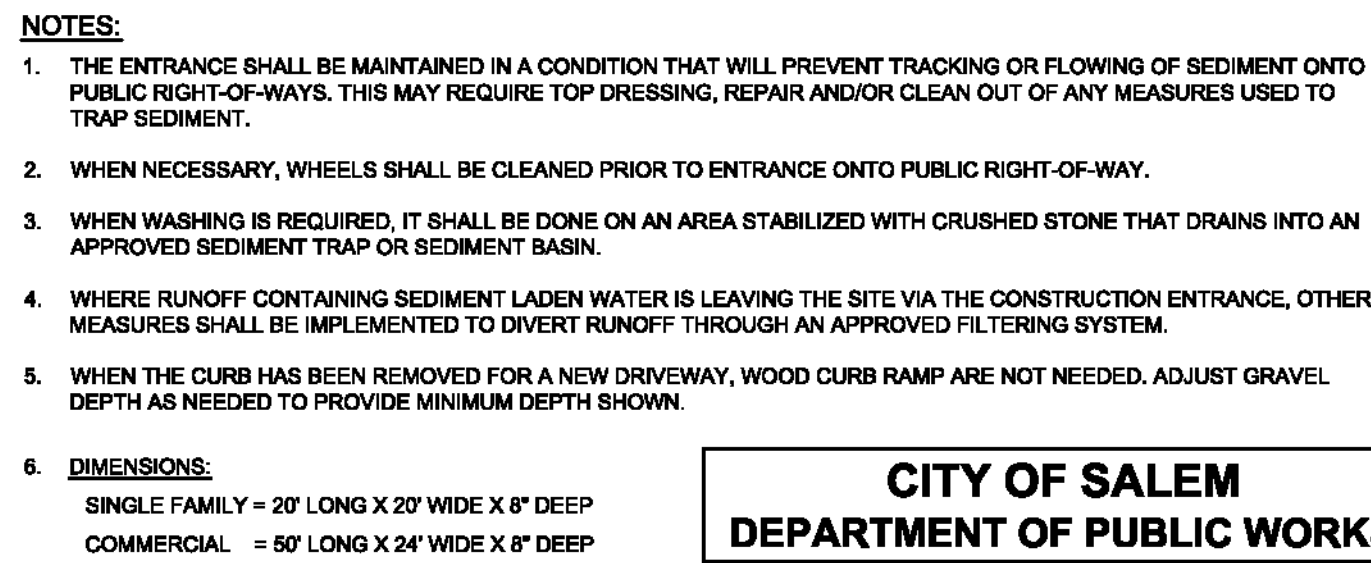 NOTES:
1. THE ENTRANCE SHALL BE MAINTAINED IN A CONDITION THAT WILL PREVENT TRACKING OR FLOWING OF SEDIMENT ONTO
PUBLIC RIGHT-OF-WAYS. THIS MAY REQUIRE TOP DRESSING, REPAIR AND/OR CLEAN OUT OF ANY MEASURES USED TO
TRAP SEDIMENT.
2. WHEN NECESSARY, WHEELS SHALL BE CLEANED PRIOR TO ENTRANCE ONTO PUBLIC RIGHT-OF-WAY.
3. WHEN WASHING IS REQUIRED, IT SHALL BE DONE ON AN AREA STABILIZED WITH CRUSHED STONE THAT DRAINS INTO AN
APPROVED SEDIMENT TRAP OR SEDIMENT BASIN.
4. WHERE RUNOFF CONTAINING SEDIMENT LADEN WATER IS LEAVING THE SITE VIA THE CONSTRUCTION ENTRANCE, OTHER
MEASURES SHALL BE IMPLEMENTED TO DIVERT RUNOFF THROUGH AN APPROVED FILTERING SYSTEM.
5. WHEN THE CURB HAS BEEN REMOVED FOR A NEW DRIVEWAY, WOOD CURB RAMP ARE NOT NEEDED. ADJUST GRAVEL
DEPTH AS NEEDED TO PROVIDE MINIMUM DEPTH SHOWN.
6. DIMENSIONS:
SINGLE FAMILY = 20' LONG X 20' WIDE X 8" DEEP
COMMERCIAL = 50' LONG X 24' WIDE X 8" DEEP
CITY OF SALEM
DEPARTMENT OF PUBLIC WORK